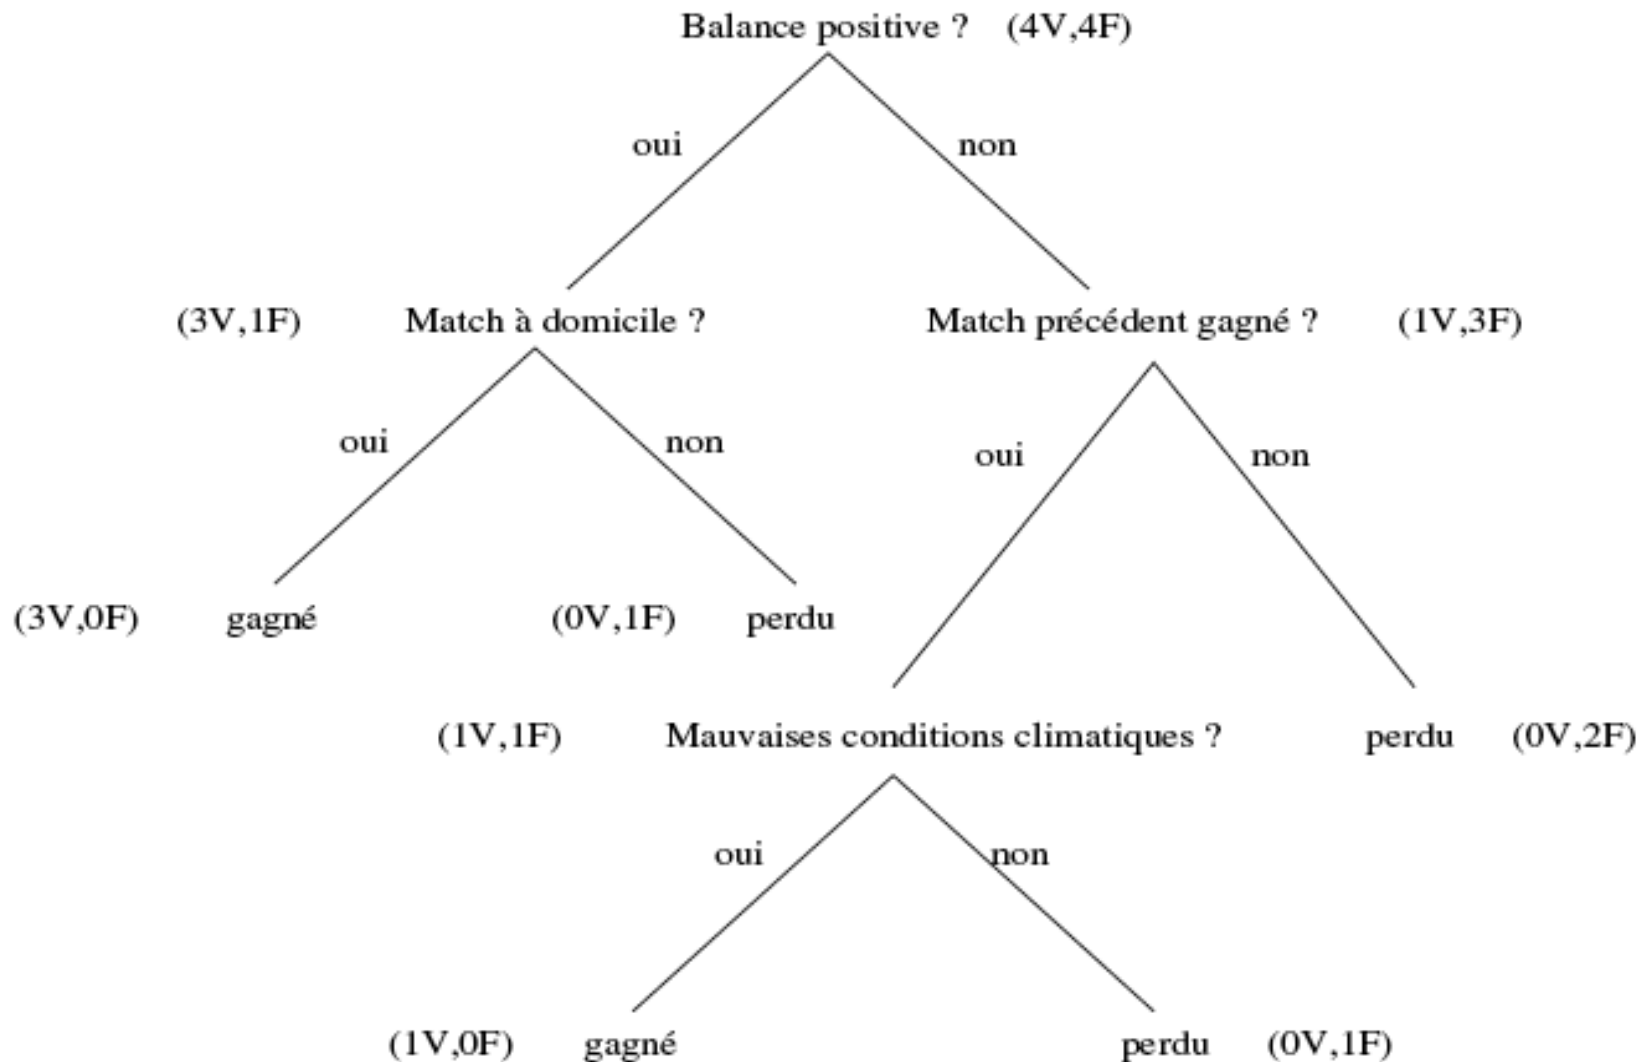 Balance positive ? (4V,4F)
oui non
(3V,1F) Match à domicile ? Match précédent gagné ? (1V,3F)
oui non oui non
(3V,0F) gagné (0V,1F) perdu
(1V,1F) Mauvaises conditions climatiques ? perdu (0V,2F)
oui non
(1V,0F) gagné perdu (0V,1F)